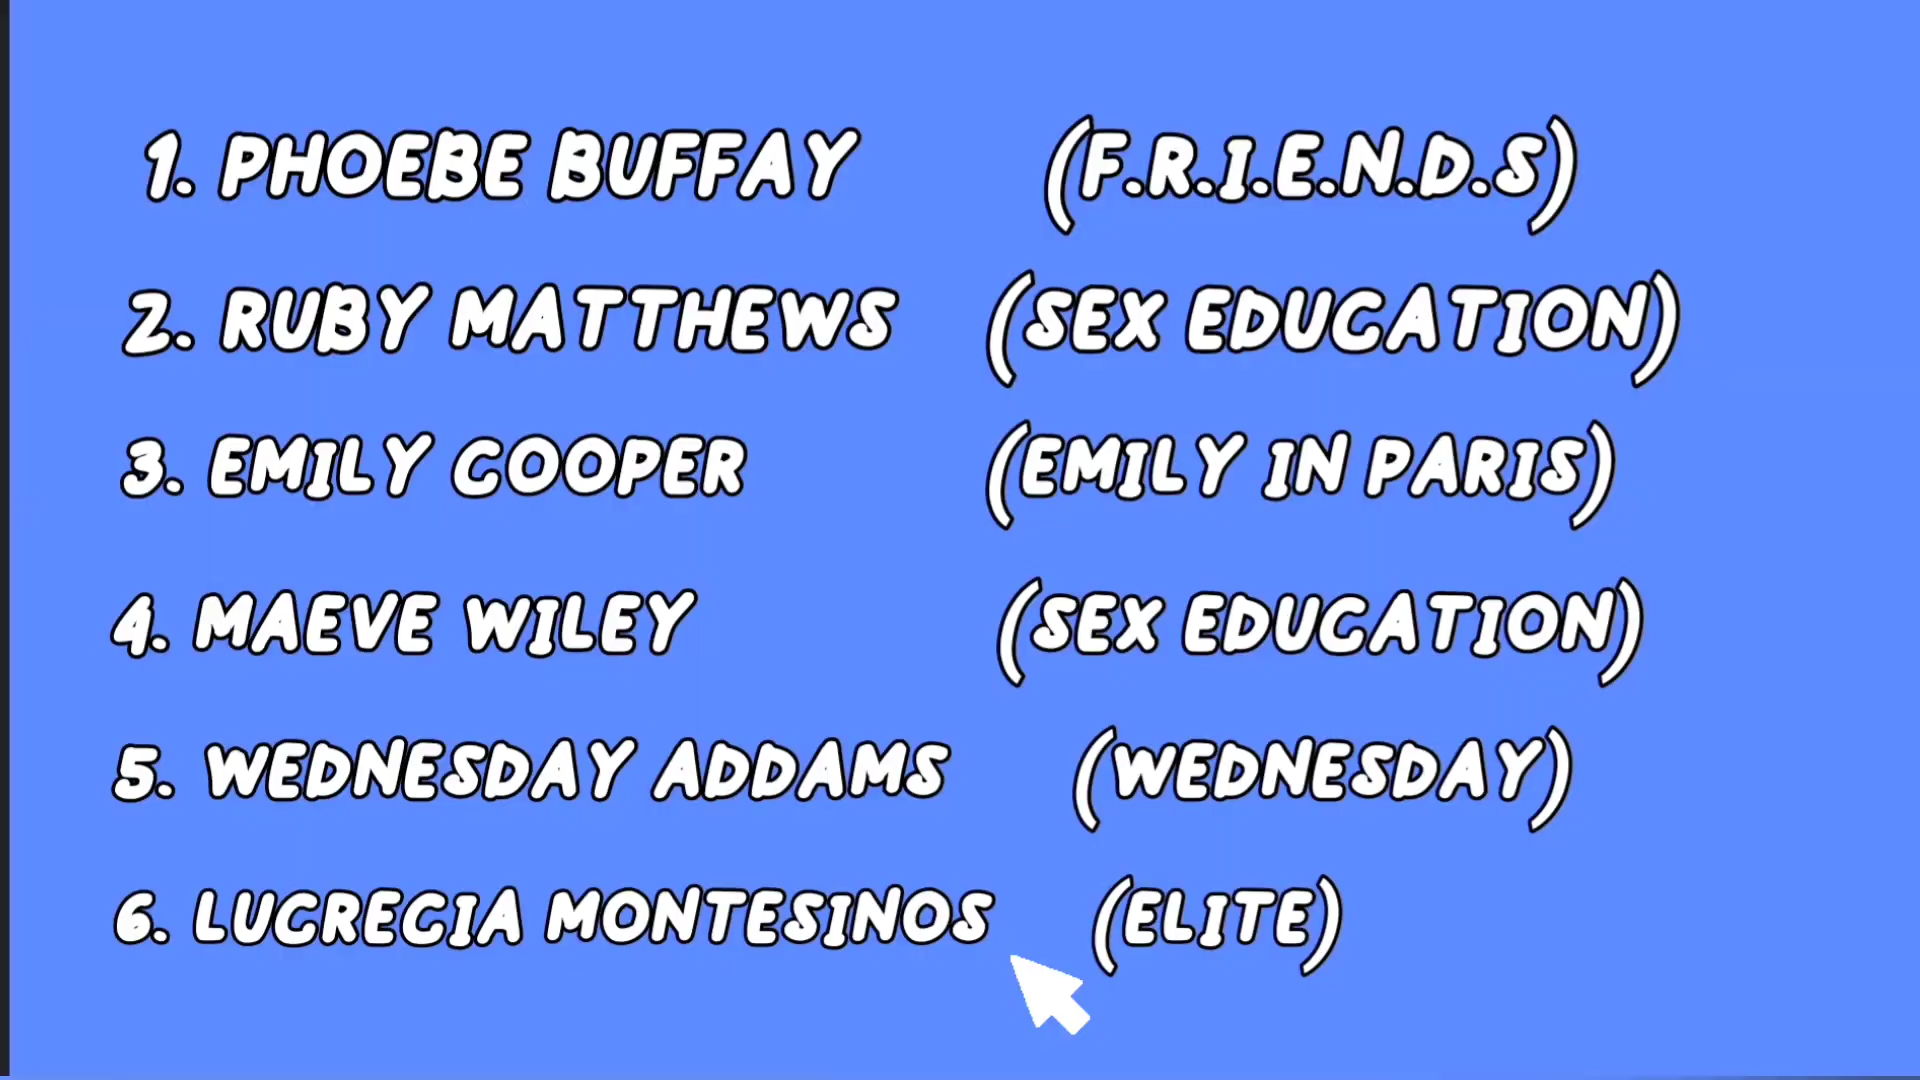 1. PHOEBE BUFFAY (F.R.I.E.N.D.S)
2. RUBY MATTHEWS (SEX EDUCATION)
3. EMILY COOPER (EMILY IN PARIS)
4. MAEVE WILEY (SEX EDUCATION)
5. WEDNESDAY ADDAMS (WEDNESDAY)
6. LUCRECIA MONTESINOS (ELITE)